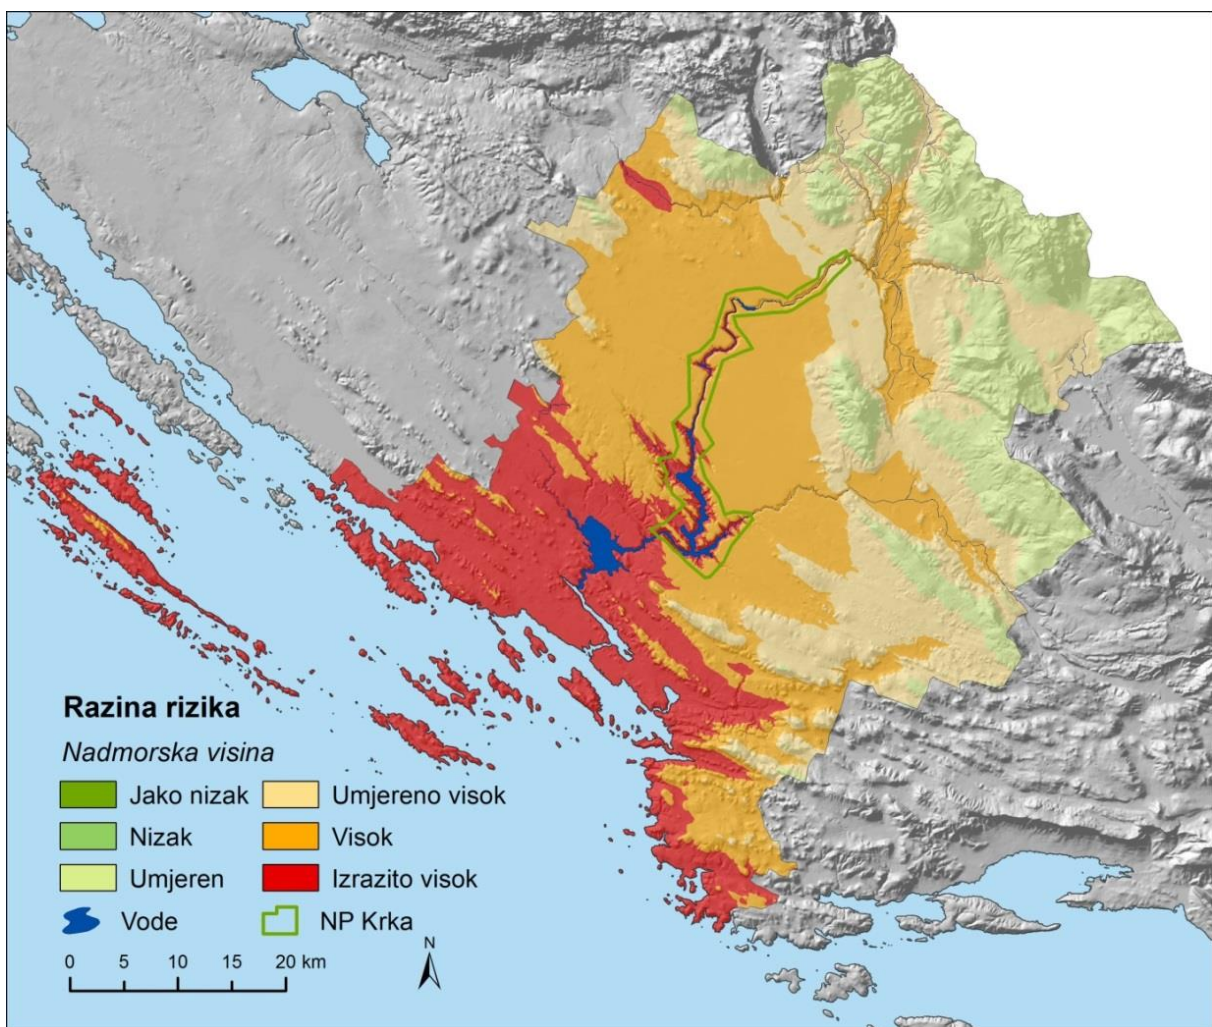 Razina rizika
Nadmorska visina
Jako nizak
Umjereno visok
Nizak
Visok
Umjeren
Izrazito visok
Vode
NP Krka
0 5 10 15 20 km
N